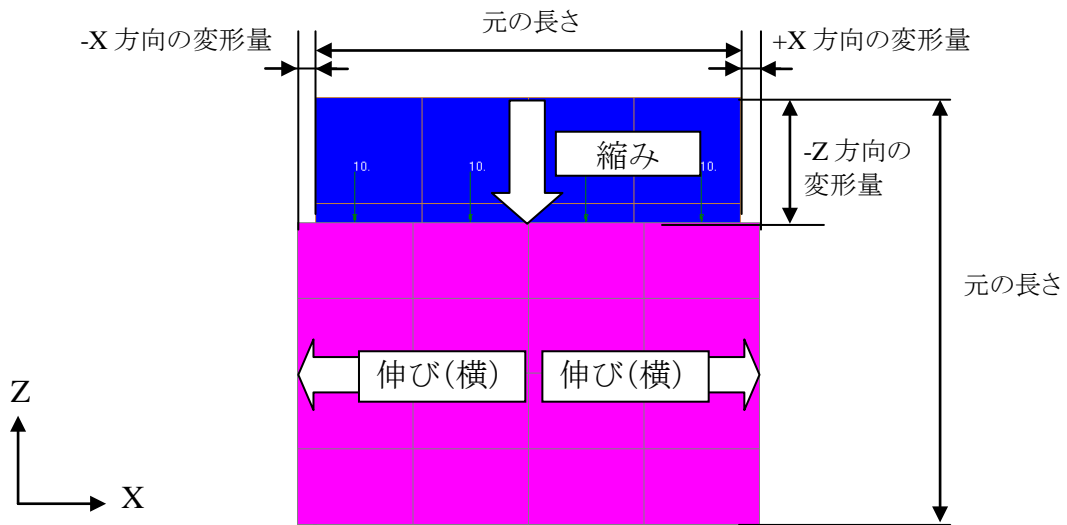 元の長さ
-X 方向の変形量
+X 方向の変形量
縮み
-Z 方向の
変形量
10.
10.
10.
元の長さ
伸び(横)
伸び(横)
Z
X